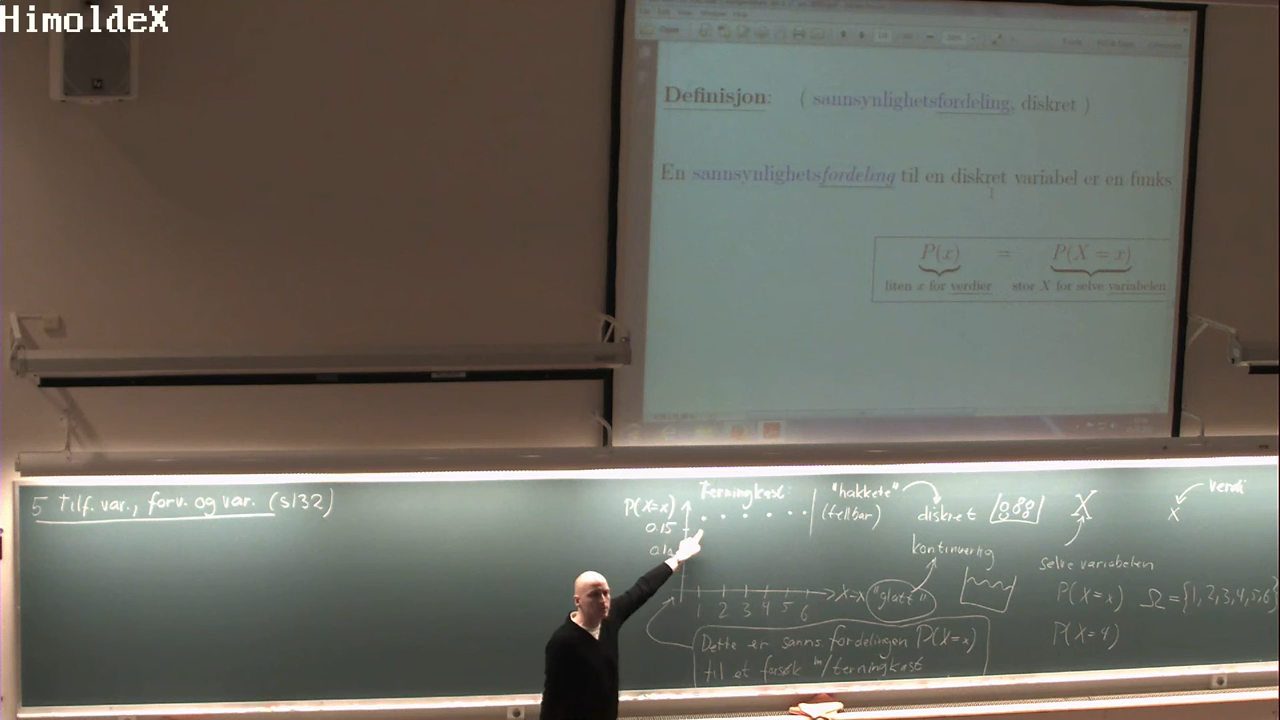 HimoldeX
Definisjon: ( sannsynlighetsfordeling, diskret )
En sannsynlighetsfordeling til en diskret variabel er en funks
P(x) = P(X = x)
liten x for verdier stor X for selve variabelen
5 Tilf. var., forv. og var. (s132)
Terningkast:
P(X=x)
0.15
1 2 3 4 5 6
X=x
"hakkete"
(tellbar)
diskret
kontinuerlig
"glatt"
Dette er sanns. fordelingen P(X=x)
til et forsøk m/terningkast
X
selve variabelen
x
verdi
P(X=x) Ω={1,2,3,4,5,6}
P(X=4)